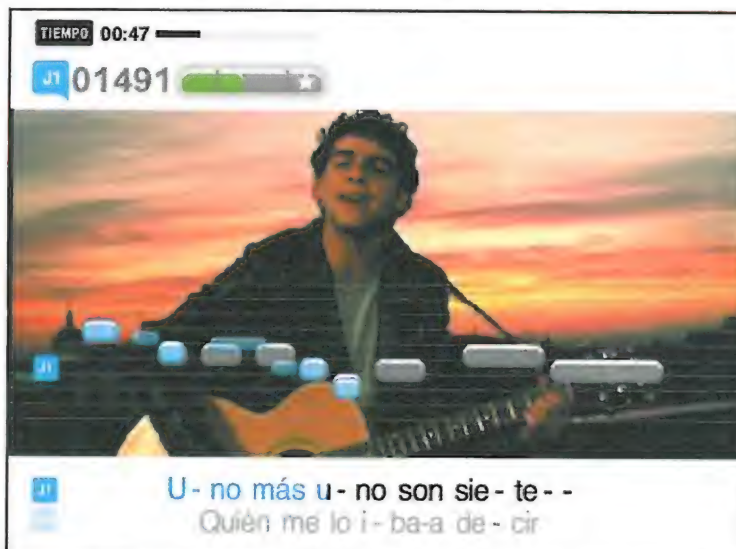 TIEMPO 00:47
J1 01491
J1
J1 U- no más u- no son sie- te- -
Quién me lo i- ba-a de- cir